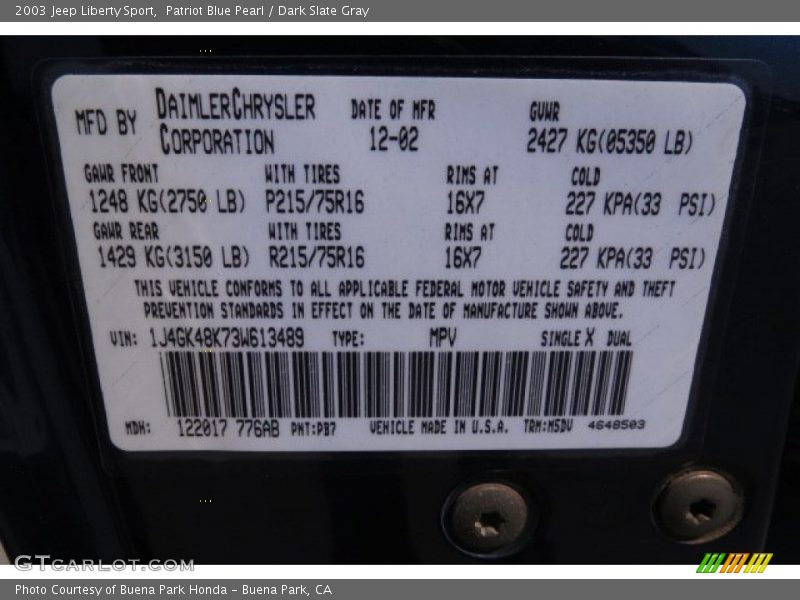 2003 Jeep Liberty Sport,  Patriot Blue Pearl / Dark Slate Gray
MFD BY DAIMLERCHRYSLER CORPORATION DATE OF MFR 12-02 GVWR 2427 KG(05350 LB)
GAWR FRONT WITH TIRES RIMS AT COLD
1248 KG(2750 LB) P215/75R16 16X7 227 KPA(33 PSI)
GAWR REAR WITH TIRES RIMS AT COLD
1429 KG(3150 LB) R215/75R16 16X7 227 KPA(33 PSI)
THIS VEHICLE CONFORMS TO ALL APPLICABLE FEDERAL MOTOR VEHICLE SAFETY AND THEFT
PREVENTION STANDARDS IN EFFECT ON THE DATE OF MANUFACTURE SHOWN ABOVE.
VIN: 1J4GK48K73W613489 TYPE: MPV SINGLE X DUAL
MDH: 122017 776AB PNT:PB7 VEHICLE MADE IN U.S.A. TRM:M5DV 4648503
GTCARLOT.COM
Photo Courtesy of Buena Park Honda - Buena Park, CA